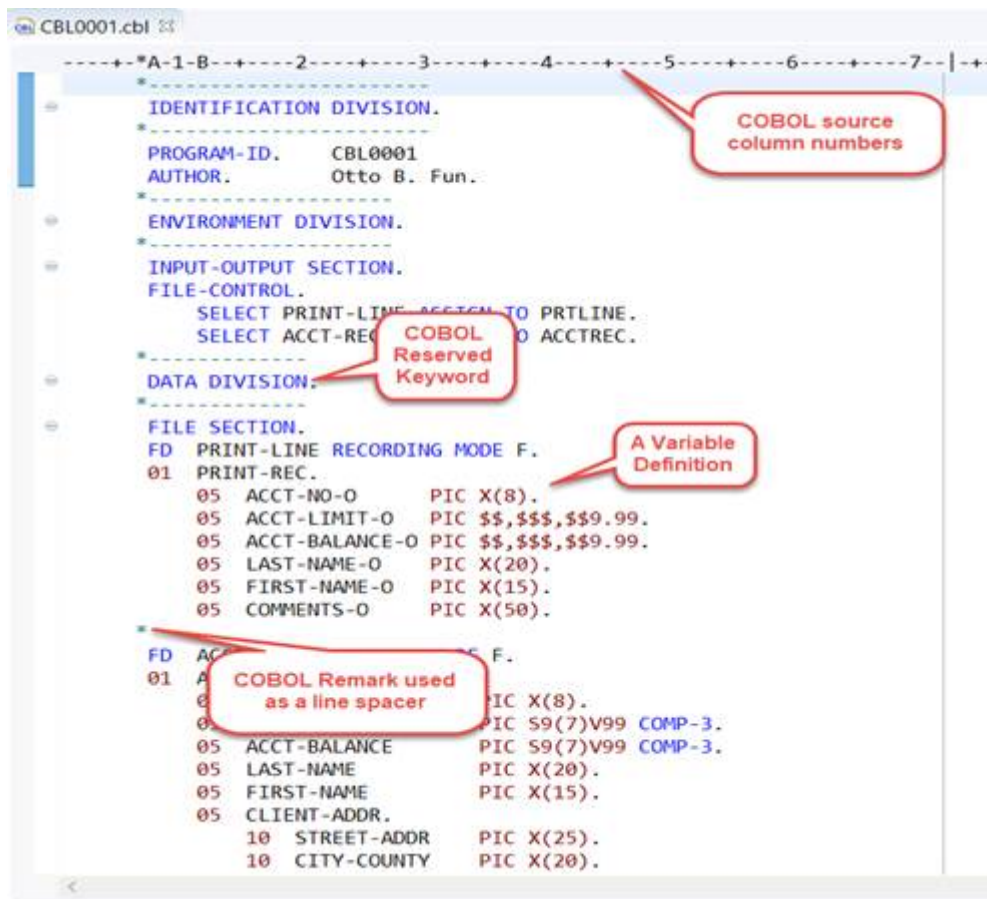 CBL0001.cbl
----+-*A-1-B--+----2----+----3----+----4----+----5----+----6----+----7--|-+-
*-----------------------
IDENTIFICATION DIVISION.
*-----------------------
PROGRAM-ID.     CBL0001
AUTHOR.         Otto B. Fun.
*--------------------
ENVIRONMENT DIVISION.
*--------------------
INPUT-OUTPUT SECTION.
FILE-CONTROL.
SELECT PRINT-LINE ASSIGN TO PRTLINE.
SELECT ACCT-REC O ACCTREC.
*-------------
DATA DIVISION.
*-------------
FILE SECTION.
FD  PRINT-LINE RECORDING MODE F.
01  PRINT-REC.
05  ACCT-NO-O      PIC X(8).
05  ACCT-LIMIT-O   PIC $$,$$$,$$9.99.
05  ACCT-BALANCE-O PIC $$,$$$,$$9.99.
05  LAST-NAME-O    PIC X(20).
05  FIRST-NAME-O   PIC X(15).
05  COMMENTS-O     PIC X(50).
*
FD  AC F.
01  A
PIC X(8).
PIC S9(7)V99 COMP-3.
05  ACCT-BALANCE       PIC S9(7)V99 COMP-3.
05  LAST-NAME          PIC X(20).
05  FIRST-NAME         PIC X(15).
05  CLIENT-ADDR.
10  STREET-ADDR    PIC X(25).
10  CITY-COUNTY    PIC X(20).
COBOL source
column numbers
COBOL
Reserved
Keyword
A Variable
Definition
COBOL Remark used
as a line spacer